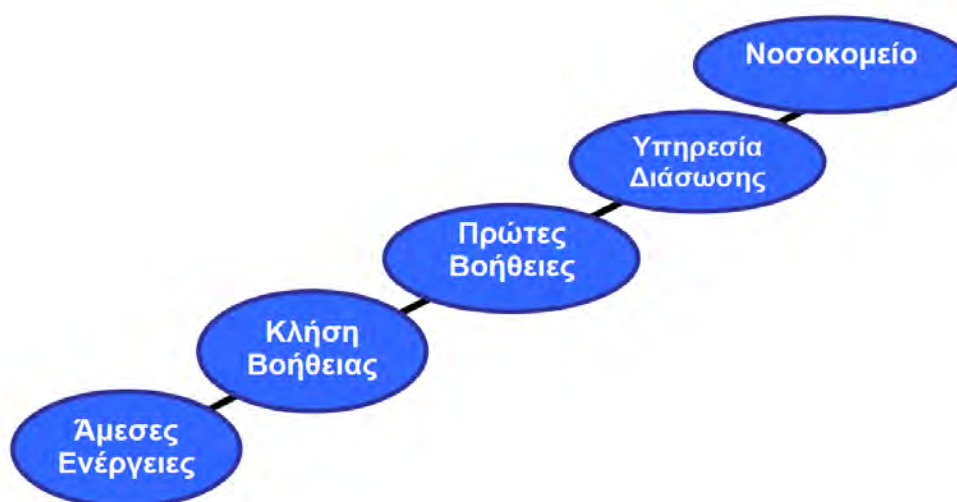 Νοσοκομείο
Υπηρεσία
Διάσωσης
Πρώτες
Βοήθειες
Κλήση
Βοήθειας
Άμεσες
Ενέργειες